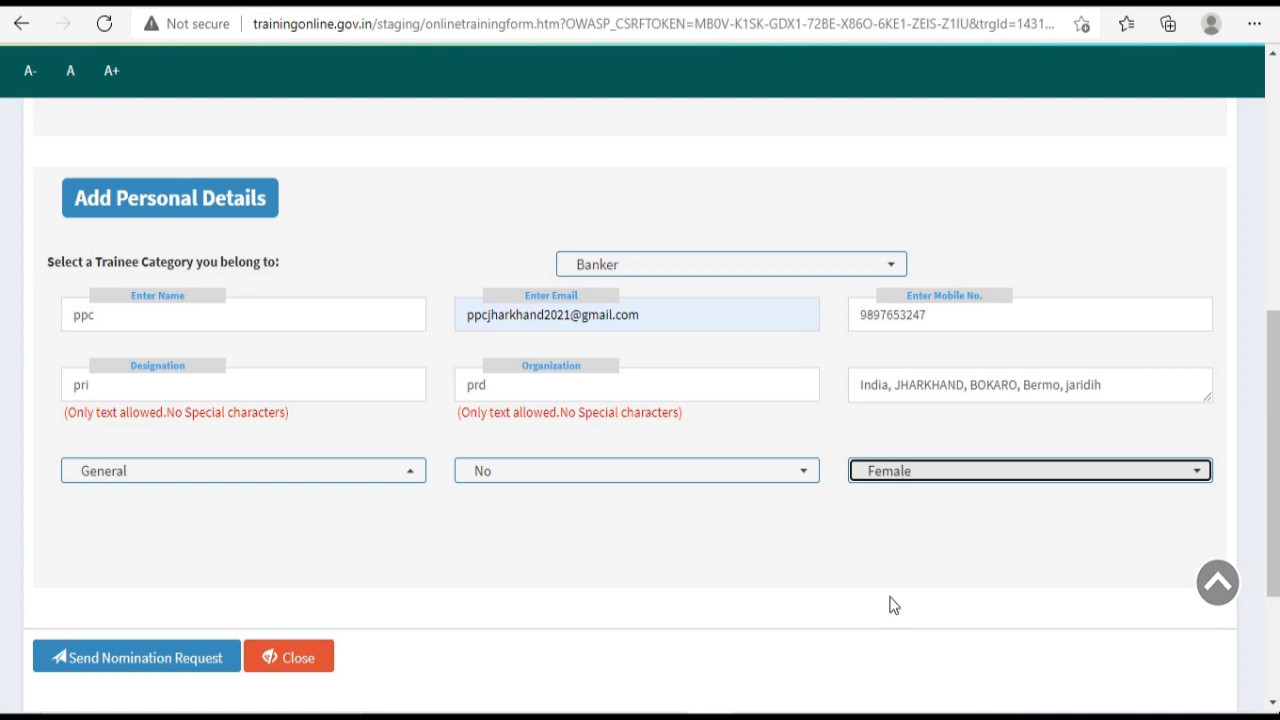 Not secure
trainingonline.gov.in/staging/onlinetrainingform.htm?OWASP_CSRFTOKEN=MB0V-K1SK-GDX1-72BE-X86O-6KE1-ZEIS-Z1IU&trgId=1431...
A- A A+
Add Personal Details
Select a Trainee Category you belong to: Banker
Enter Name Enter Email Enter Mobile No.
ppc ppcjharkhand2021@gmail.com 9897653247
Designation Organization
pri prd India, JHARKHAND, BOKARO, Bermo, jaridih
(Only text allowed.No Special characters) (Only text allowed.No Special characters)
General No Female
Send Nomination Request Close